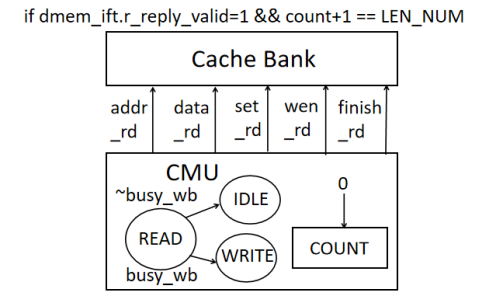 if dmem_ift.r_reply_valid=1 && count+1 == LEN_NUM
Cache Bank
addr data set wen finish
_rd _rd _rd _rd _rd
CMU
~busy_wb
IDLE
0
READ
WRITE
COUNT
busy_wb